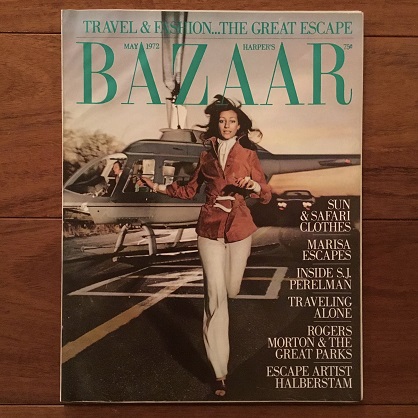 TRAVEL & FASHION...THE GREAT ESCAPE
MAY 1972
HARPER'S
75¢
BAZAAR
SUN
& SAFARI
CLOTHES
MARISA
ESCAPES
INSIDE S.J.
PERELMAN
TRAVELING
ALONE
ROGERS
MORTON & THE
GREAT PARKS
ESCAPE ARTIST
HALBERSTAM